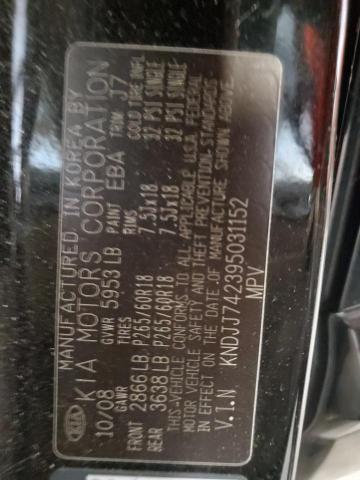 MANUFACTURED IN KOREA BY
KIA MOTORS CORPORATION
KIA
10/08 GVWR 5953 LB PAINT EBA TRIM J7
GAWR TIRES RIMS COLD TIRE INFL
FRONT 2866 LB P265/60R18 7.5JX18 32 PSI SINGLE
REAR 3638 LB P265/60R18 7.5JX18 32 PSI SINGLE
THIS VEHICLE CONFORMS TO ALL APPLICABLE U.S.A. FEDERAL
MOTOR VEHICLE SAFETY AND THEFT PREVENTION STANDARDS
IN EFFECT ON THE DATE OF MANUFACTURE SHOWN ABOVE.
V.I.N KNDJJ742395031152
MPV